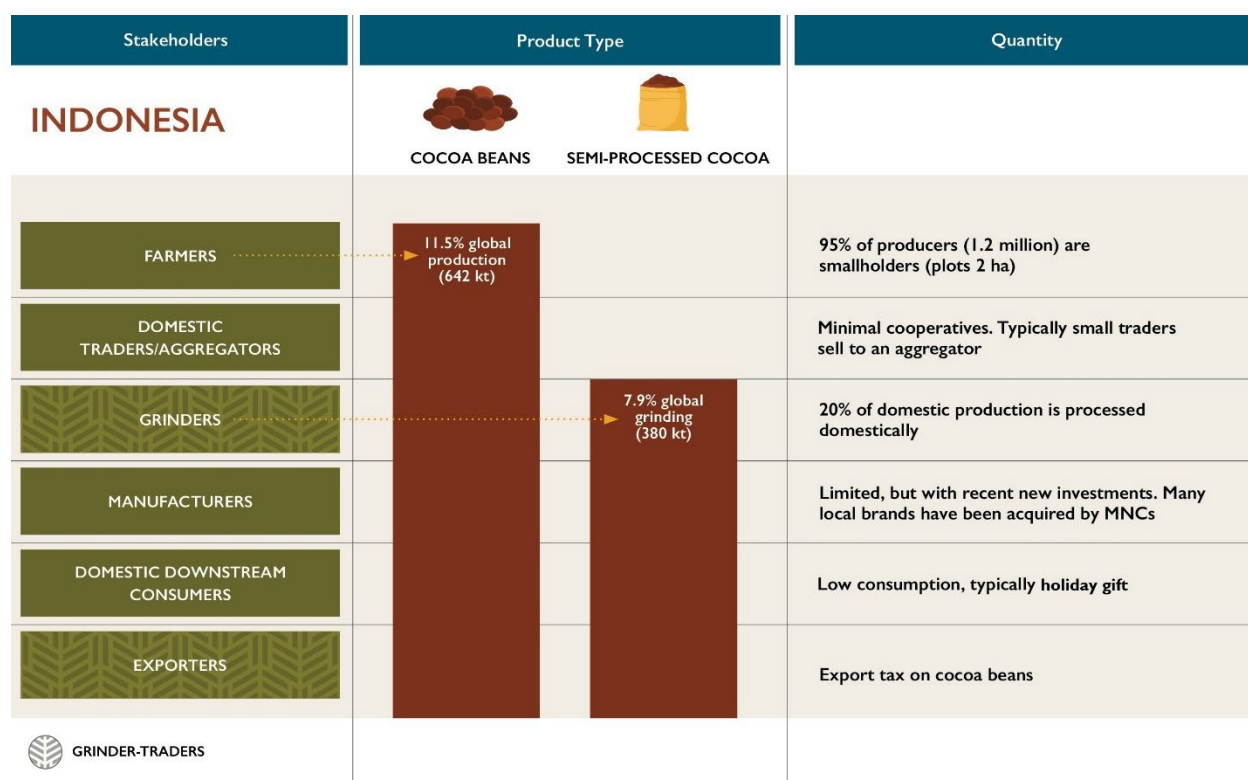 Stakeholders
Product Type
Quantity
INDONESIA
COCOA BEANS
SEMI-PROCESSED COCOA
FARMERS
11.5% global
production
(642 kt)
95% of producers (1.2 million) are
smallholders (plots 2 ha)
DOMESTIC
TRADERS/AGGREGATORS
Minimal cooperatives. Typically small traders
sell to an aggregator
GRINDERS
7.9% global
grinding
(380 kt)
20% of domestic production is processed
domestically
MANUFACTURERS
Limited, but with recent new investments. Many
local brands have been acquired by MNCs
DOMESTIC DOWNSTREAM
CONSUMERS
Low consumption, typically holiday gift
EXPORTERS
Export tax on cocoa beans
GRINDER-TRADERS